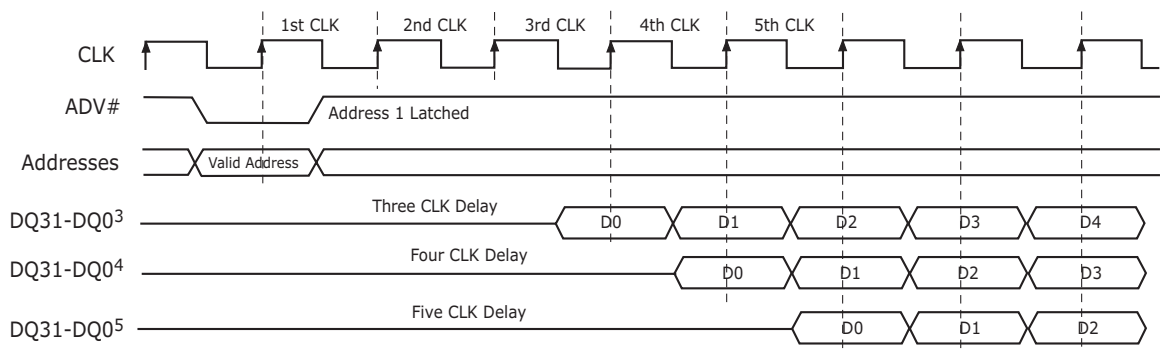 1st CLK 2nd CLK 3rd CLK 4th CLK 5th CLK
CLK
ADV# Address 1 Latched
Addresses Valid Address
DQ31-DQ0³ Three CLK Delay D0 D1 D2 D3 D4
DQ31-DQ0⁴ Four CLK Delay D0 D1 D2 D3
DQ31-DQ0⁵ Five CLK Delay D0 D1 D2